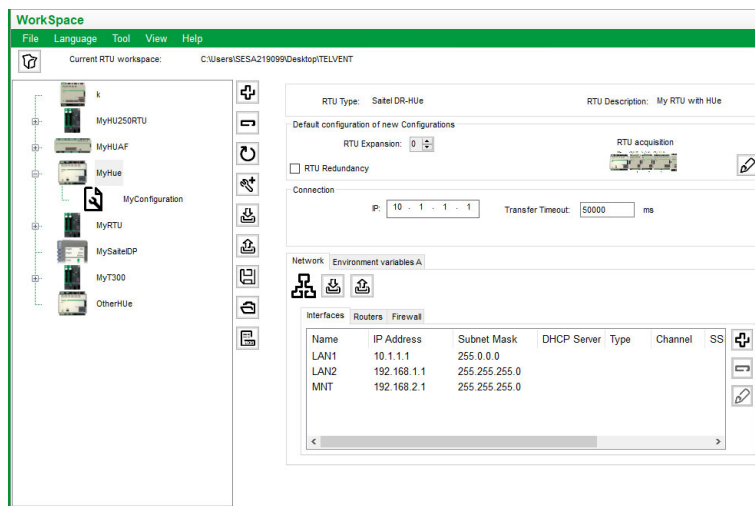 WorkSpace
File Language Tool View Help
Current RTU workspace: C:\Users\SESA219099\Desktop\TELVENT
k
MyHU250RTU
MyHUAF
MyHue
MyConfiguration
MyRTU
MySaitelDP
MyT300
OtherHUe
RTU Type: Saitel DR-HUe RTU Description: My RTU with HUe
Default configuration of new Configurations
RTU Expansion: 0 RTU acquisition
RTU Redundancy
Connection
IP: 10 . 1 . 1 . 1 Transfer Timeout: 50000 ms
Network Environment variables A
Interfaces Routers Firewall
Name IP Address Subnet Mask DHCP Server Type Channel SS
LAN1 10.1.1.1 255.0.0.0
LAN2 192.168.1.1 255.255.255.0
MNT 192.168.2.1 255.255.255.0